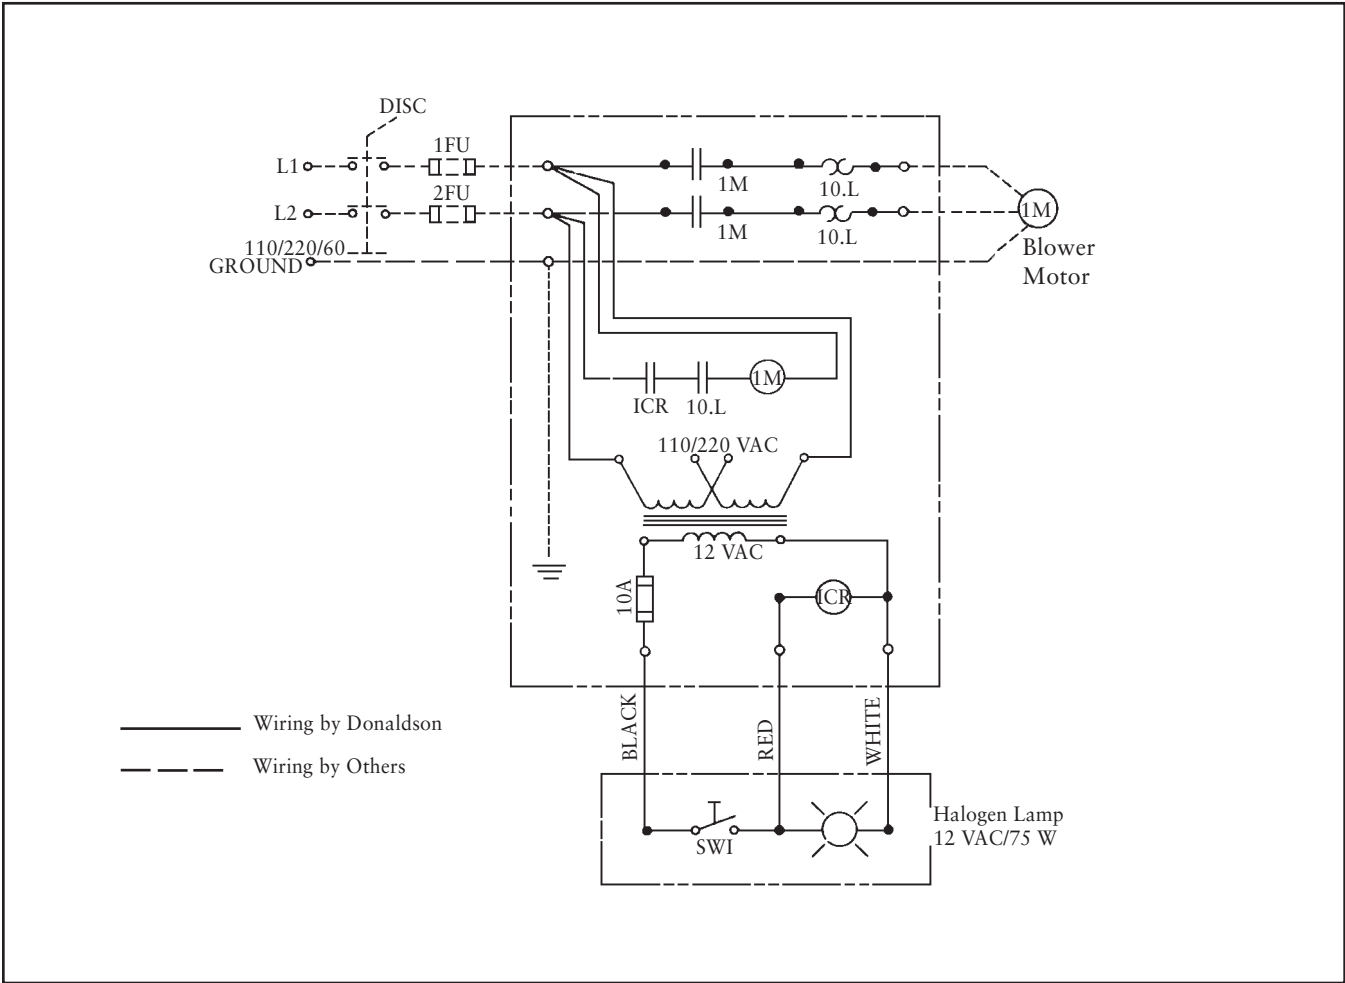 DISC
1FU
L1
1M
10.L
2FU
L2
1M
10.L
1M
110/220/60
GROUND
Blower
Motor
1M
ICR
10.L
110/220 VAC
12 VAC
10A
ICR
BLACK
RED
WHITE
Wiring by Donaldson
Wiring by Others
Halogen Lamp
12 VAC/75 W
SWI